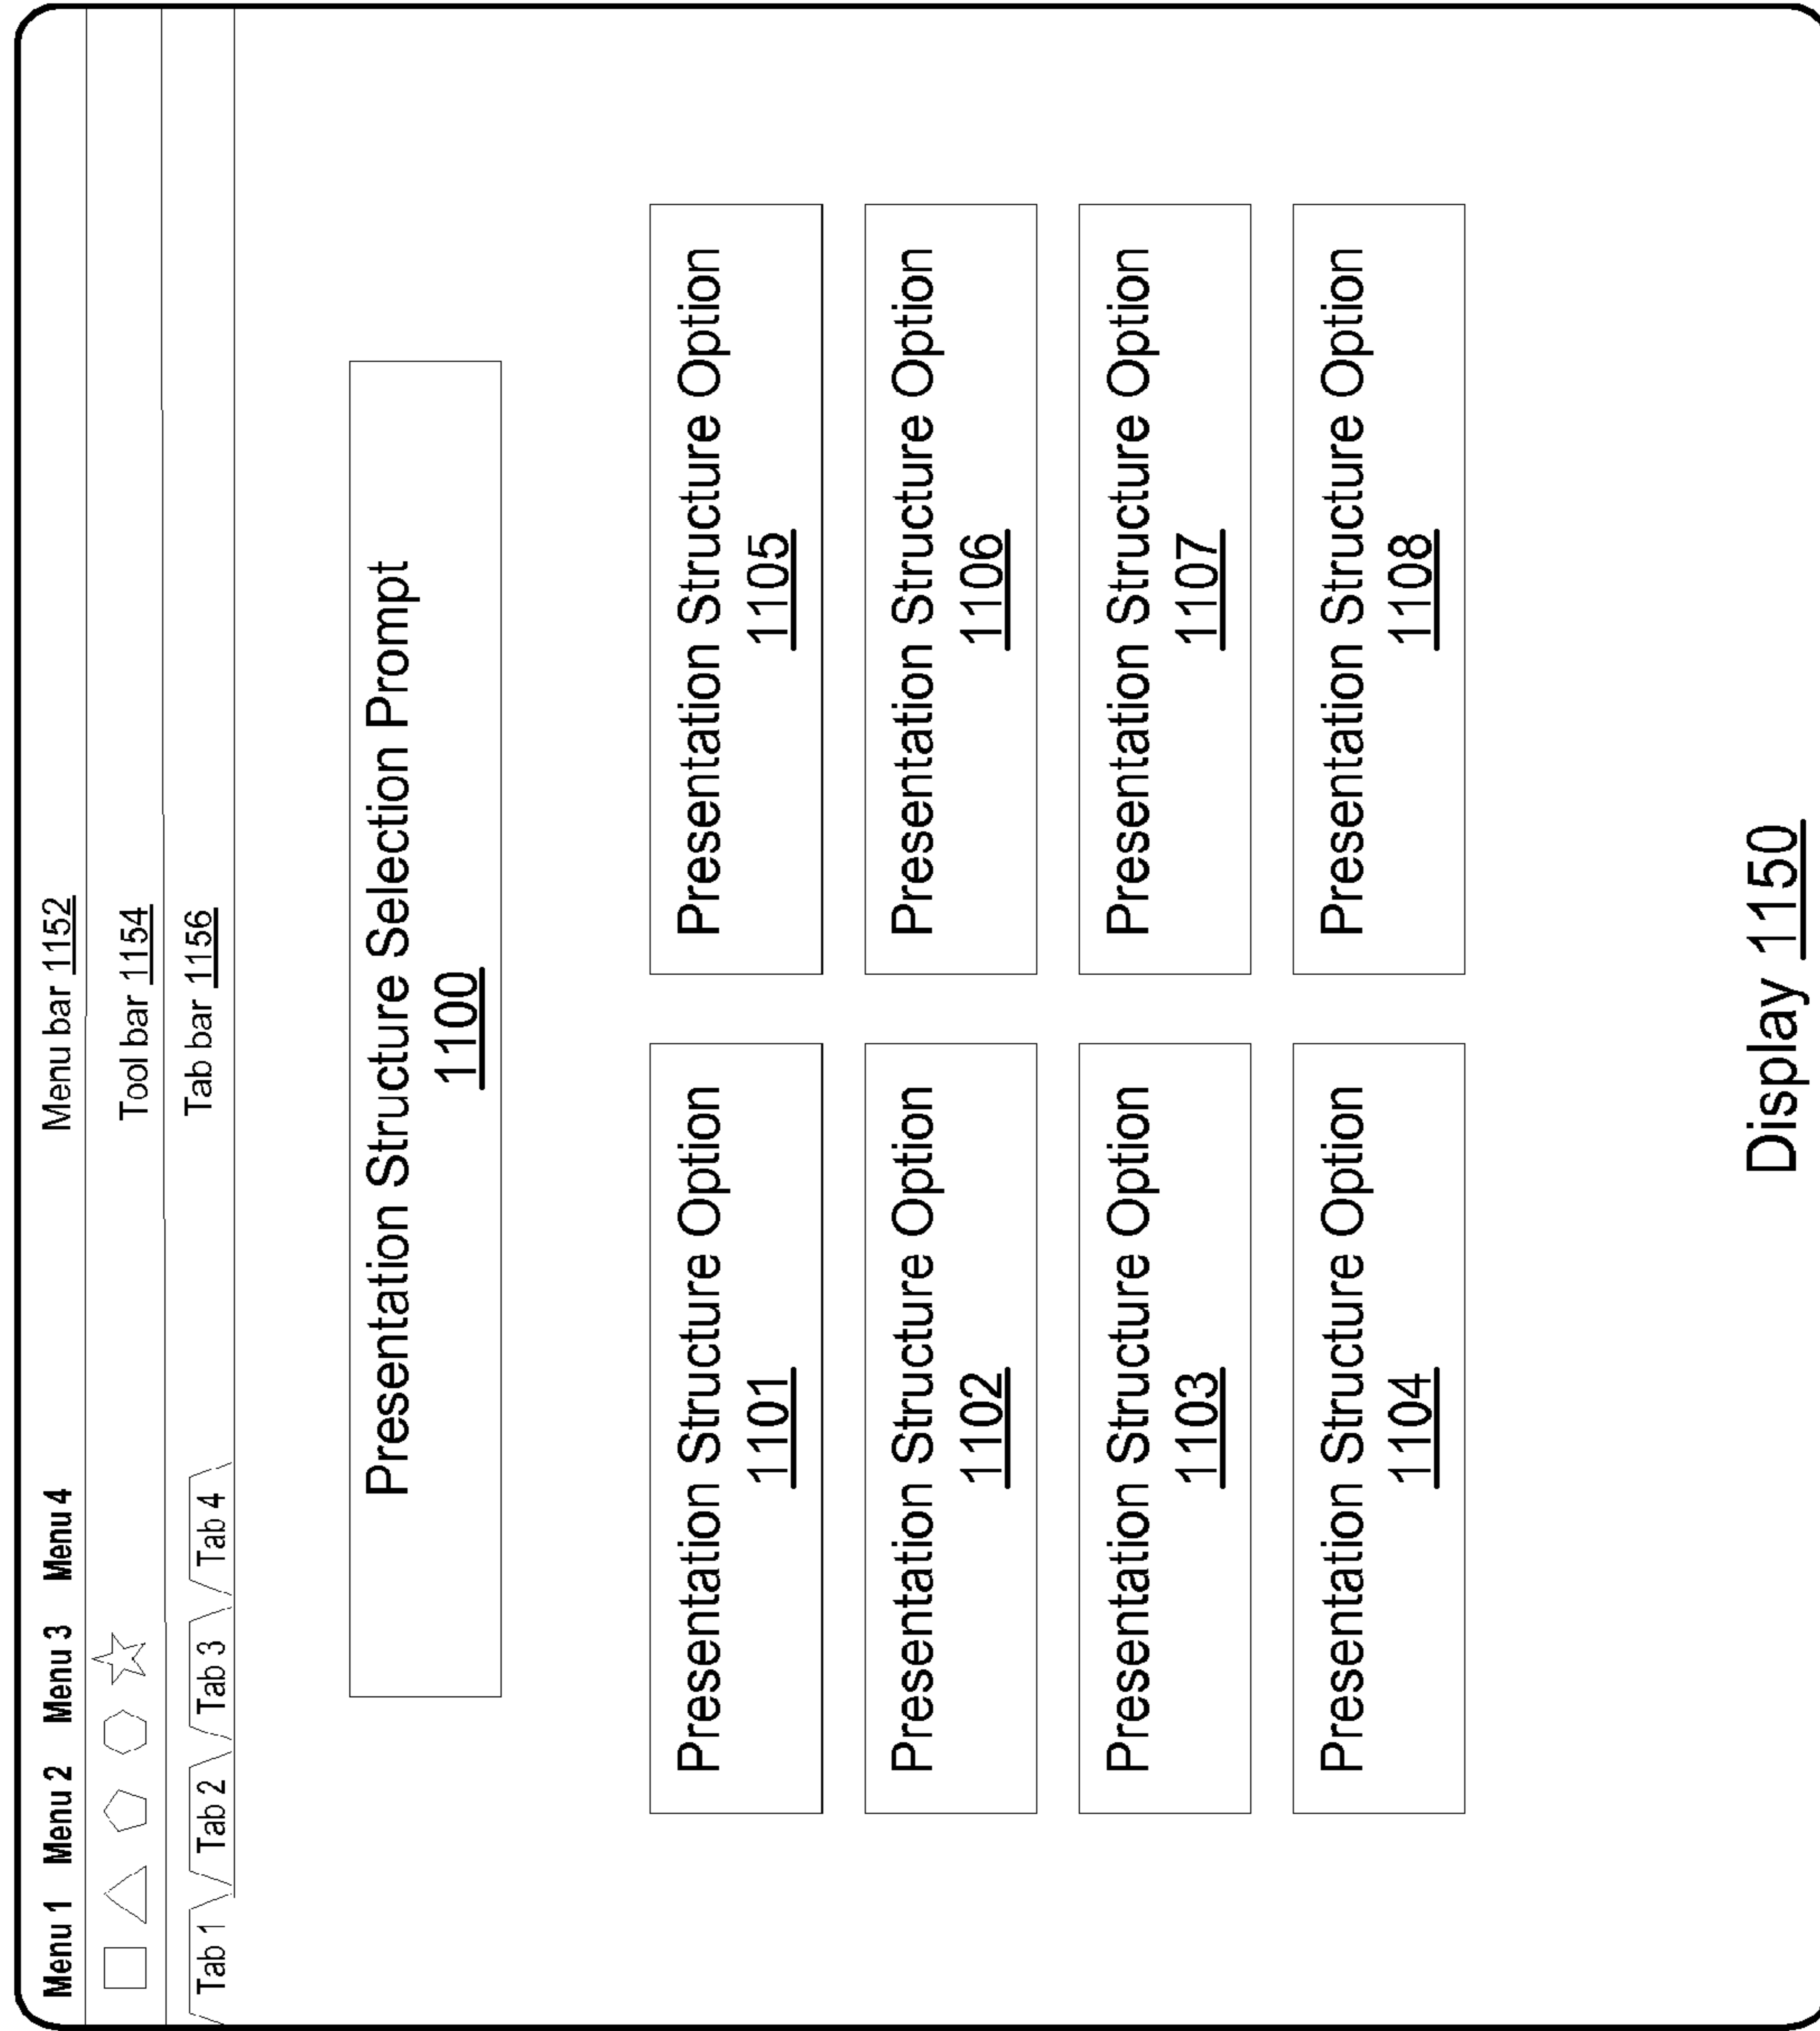 Menu 1 Menu 2 Menu 3 Menu 4 Menu bar 1152
Tool bar 1154
Tab 1 Tab 2 Tab 3 Tab 4 Tab bar 1156
Presentation Structure Selection Prompt
1100
Presentation Structure Option
1101
Presentation Structure Option
1105
Presentation Structure Option
1102
Presentation Structure Option
1106
Presentation Structure Option
1103
Presentation Structure Option
1107
Presentation Structure Option
1104
Presentation Structure Option
1108
Display 1150